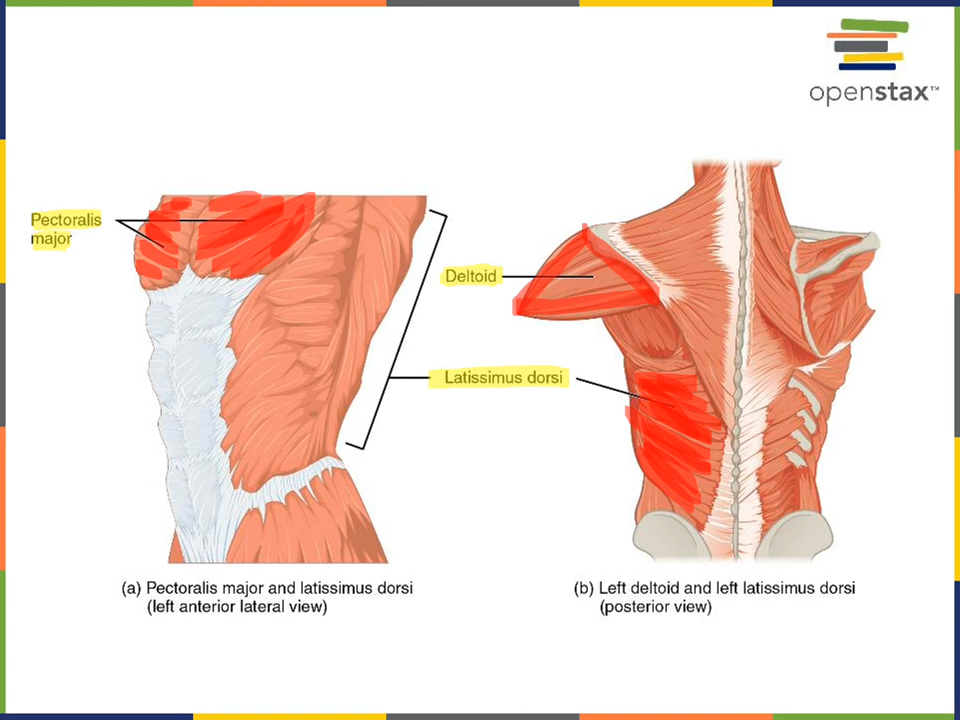 openstax™
Pectoralis
major
Deltoid
Latissimus dorsi
(a) Pectoralis major and latissimus dorsi
(left anterior lateral view)
(b) Left deltoid and left latissimus dorsi
(posterior view)